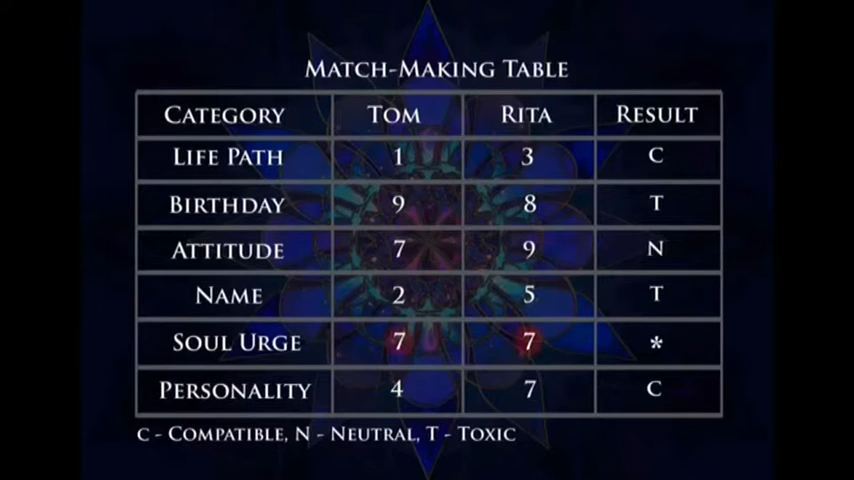 Match-Making Table
Category Tom Rita Result
Life Path 1 3 C
Birthday 9 8 T
Attitude 7 9 N
Name 2 5 T
Soul Urge 7 7 *
Personality 4 7 C
C - Compatible, N - Neutral, T - Toxic